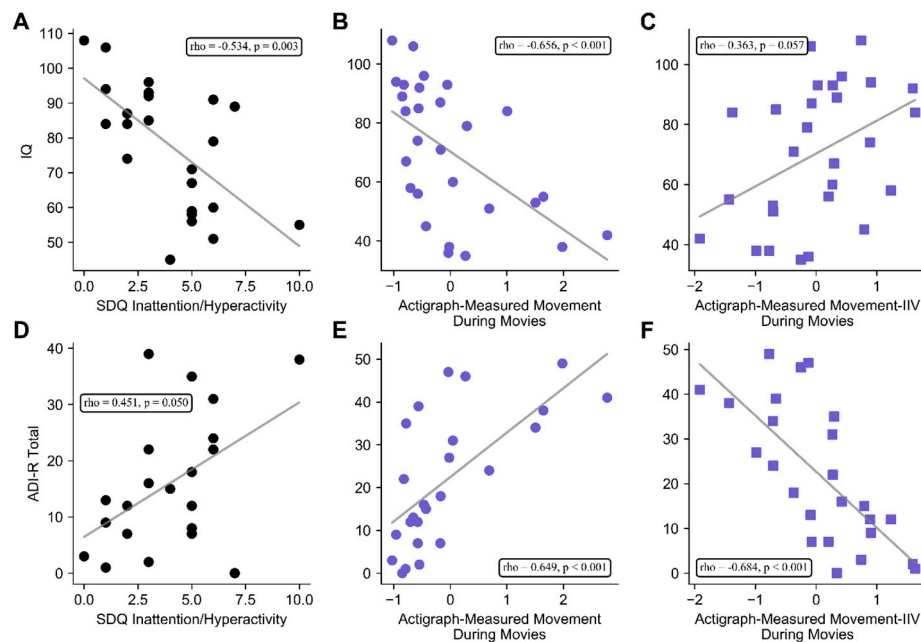 A
rho = -0.534, p = 0.003
IQ
100
90
80
70
60
50
0.0 2.5 5.0 7.5 10.0
SDQ Inattention/Hyperactivity
B
rho = -0.656, p < 0.001
100
80
60
40
−1 0 1 2
Actigraph-Measured Movement
During Movies
C
rho = 0.363, p = 0.057
100
80
60
40
−2 −1 0 1
Actigraph-Measured Movement-IIV
During Movies
D
rho = 0.451, p = 0.050
ADI-R Total
40
30
20
10
0
0.0 2.5 5.0 7.5 10.0
SDQ Inattention/Hyperactivity
E
rho = 0.649, p < 0.001
50
40
30
20
10
0
−1 0 1 2
Actigraph-Measured Movement
During Movies
F
rho = -0.684, p < 0.001
50
40
30
20
10
0
−2 −1 0 1
Actigraph-Measured Movement-IIV
During Movies